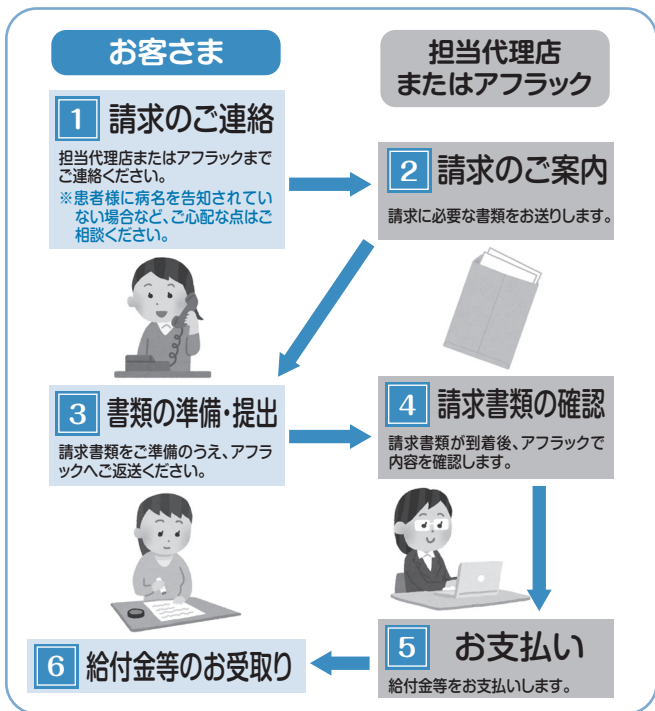 お客さま
担当代理店
またはアフラック
1 請求のご連絡
担当代理店またはアフラックまで
ご連絡ください。
※患者様に病名を告知されてい
ない場合など、ご心配な点はご
相談ください。
2 請求のご案内
請求に必要な書類をお送りします。
3 書類の準備・提出
請求書類をご準備のうえ、アフラ
ックへご返送ください。
4 請求書類の確認
請求書類が到着後、アフラックで
内容を確認します。
5 お支払い
給付金等をお支払いします。
6 給付金等のお受取り